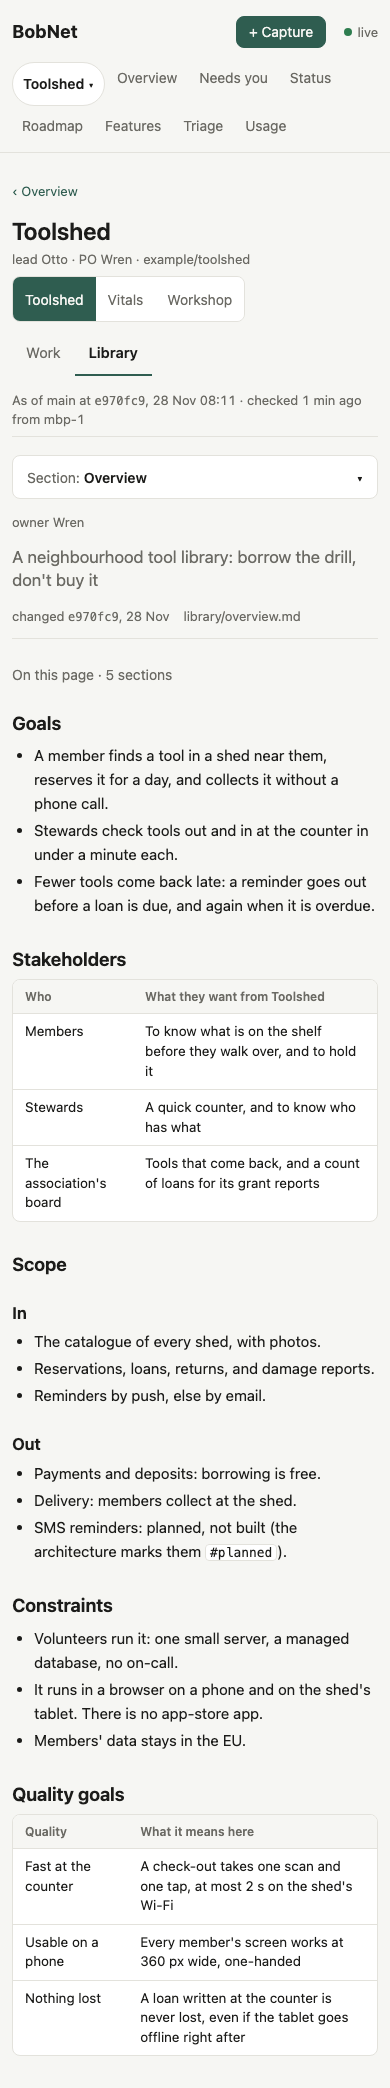 BobNet
+ Capture
live
Toolshed ▾
Overview
Needs you
Status
Roadmap
Features
Triage
Usage
‹ Overview
Toolshed
lead Otto · PO Wren · example/toolshed
Toolshed
Vitals
Workshop
Work
Library
As of main at e970fc9, 28 Nov 08:11 · checked 1 min ago
from mbp-1
Section: Overview ▾
owner Wren
A neighbourhood tool library: borrow the drill,
don't buy it
changed e970fc9, 28 Nov library/overview.md
On this page · 5 sections
Goals
• A member finds a tool in a shed near them,
reserves it for a day, and collects it without a
phone call.
• Stewards check tools out and in at the counter in
under a minute each.
• Fewer tools come back late: a reminder goes out
before a loan is due, and again when it is overdue.
Stakeholders
Who
What they want from Toolshed
Members
To know what is on the shelf
before they walk over, and to hold
it
Stewards
A quick counter, and to know who
has what
The
association's
board
Tools that come back, and a count
of loans for its grant reports
Scope
In
• The catalogue of every shed, with photos.
• Reservations, loans, returns, and damage reports.
• Reminders by push, else by email.
Out
• Payments and deposits: borrowing is free.
• Delivery: members collect at the shed.
• SMS reminders: planned, not built (the
architecture marks them #planned).
Constraints
• Volunteers run it: one small server, a managed
database, no on-call.
• It runs in a browser on a phone and on the shed's
tablet. There is no app-store app.
• Members' data stays in the EU.
Quality goals
Quality
What it means here
Fast at the
counter
A check-out takes one scan and
one tap, at most 2 s on the shed's
Wi-Fi
Usable on a
phone
Every member's screen works at
360 px wide, one-handed
Nothing lost
A loan written at the counter is
never lost, even if the tablet goes
offline right after